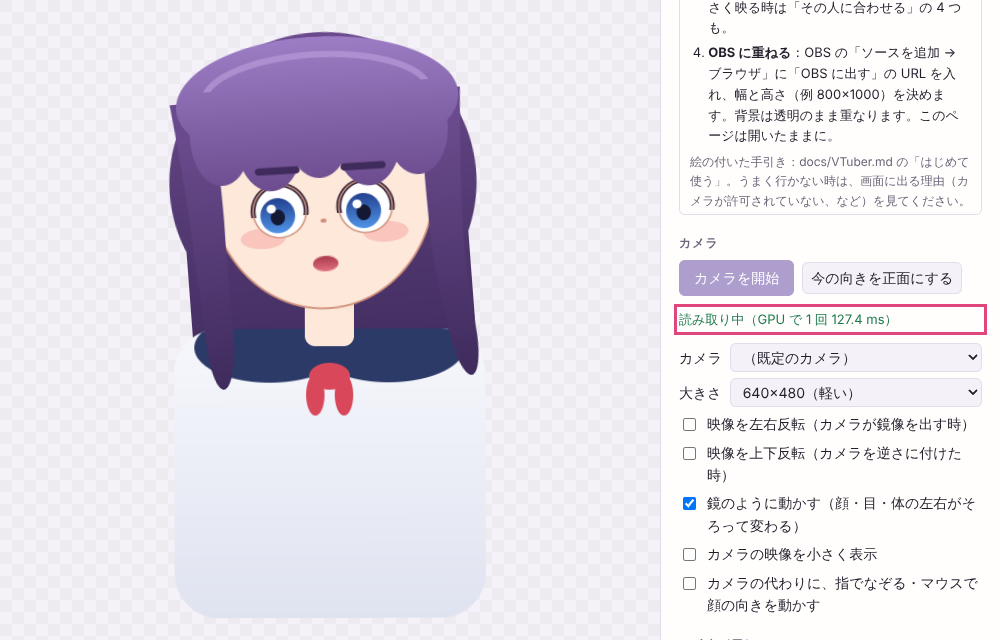 さく映る時は「その人に合わせる」の 4 つ
も。
4. OBS に重ねる：OBS の「ソースを追加 →
ブラウザ」に「OBS に出す」の URL を入
れ、幅と高さ（例 800×1000）を決めま
す。背景は透明のまま重なります。このペ
ージは開いたままに。
絵の付いた手引き：docs/VTuber.md の「はじめて
使う」。うまく行かない時は、画面に出る理由（カ
メラが許可されていない、など）を見てください。
カメラ
カメラを開始
今の向きを正面にする
読み取り中（GPU で 1 回 127.4 ms）
カメラ
（既定のカメラ）
大きさ
640×480（軽い）
映像を左右反転（カメラが鏡像を出す時）
映像を上下反転（カメラを逆さに付けた
時）
鏡のように動かす（顔・目・体の左右がそ
ろって変わる）
カメラの映像を小さく表示
カメラの代わりに、指でなぞる・マウスで
顔の向きを動かす